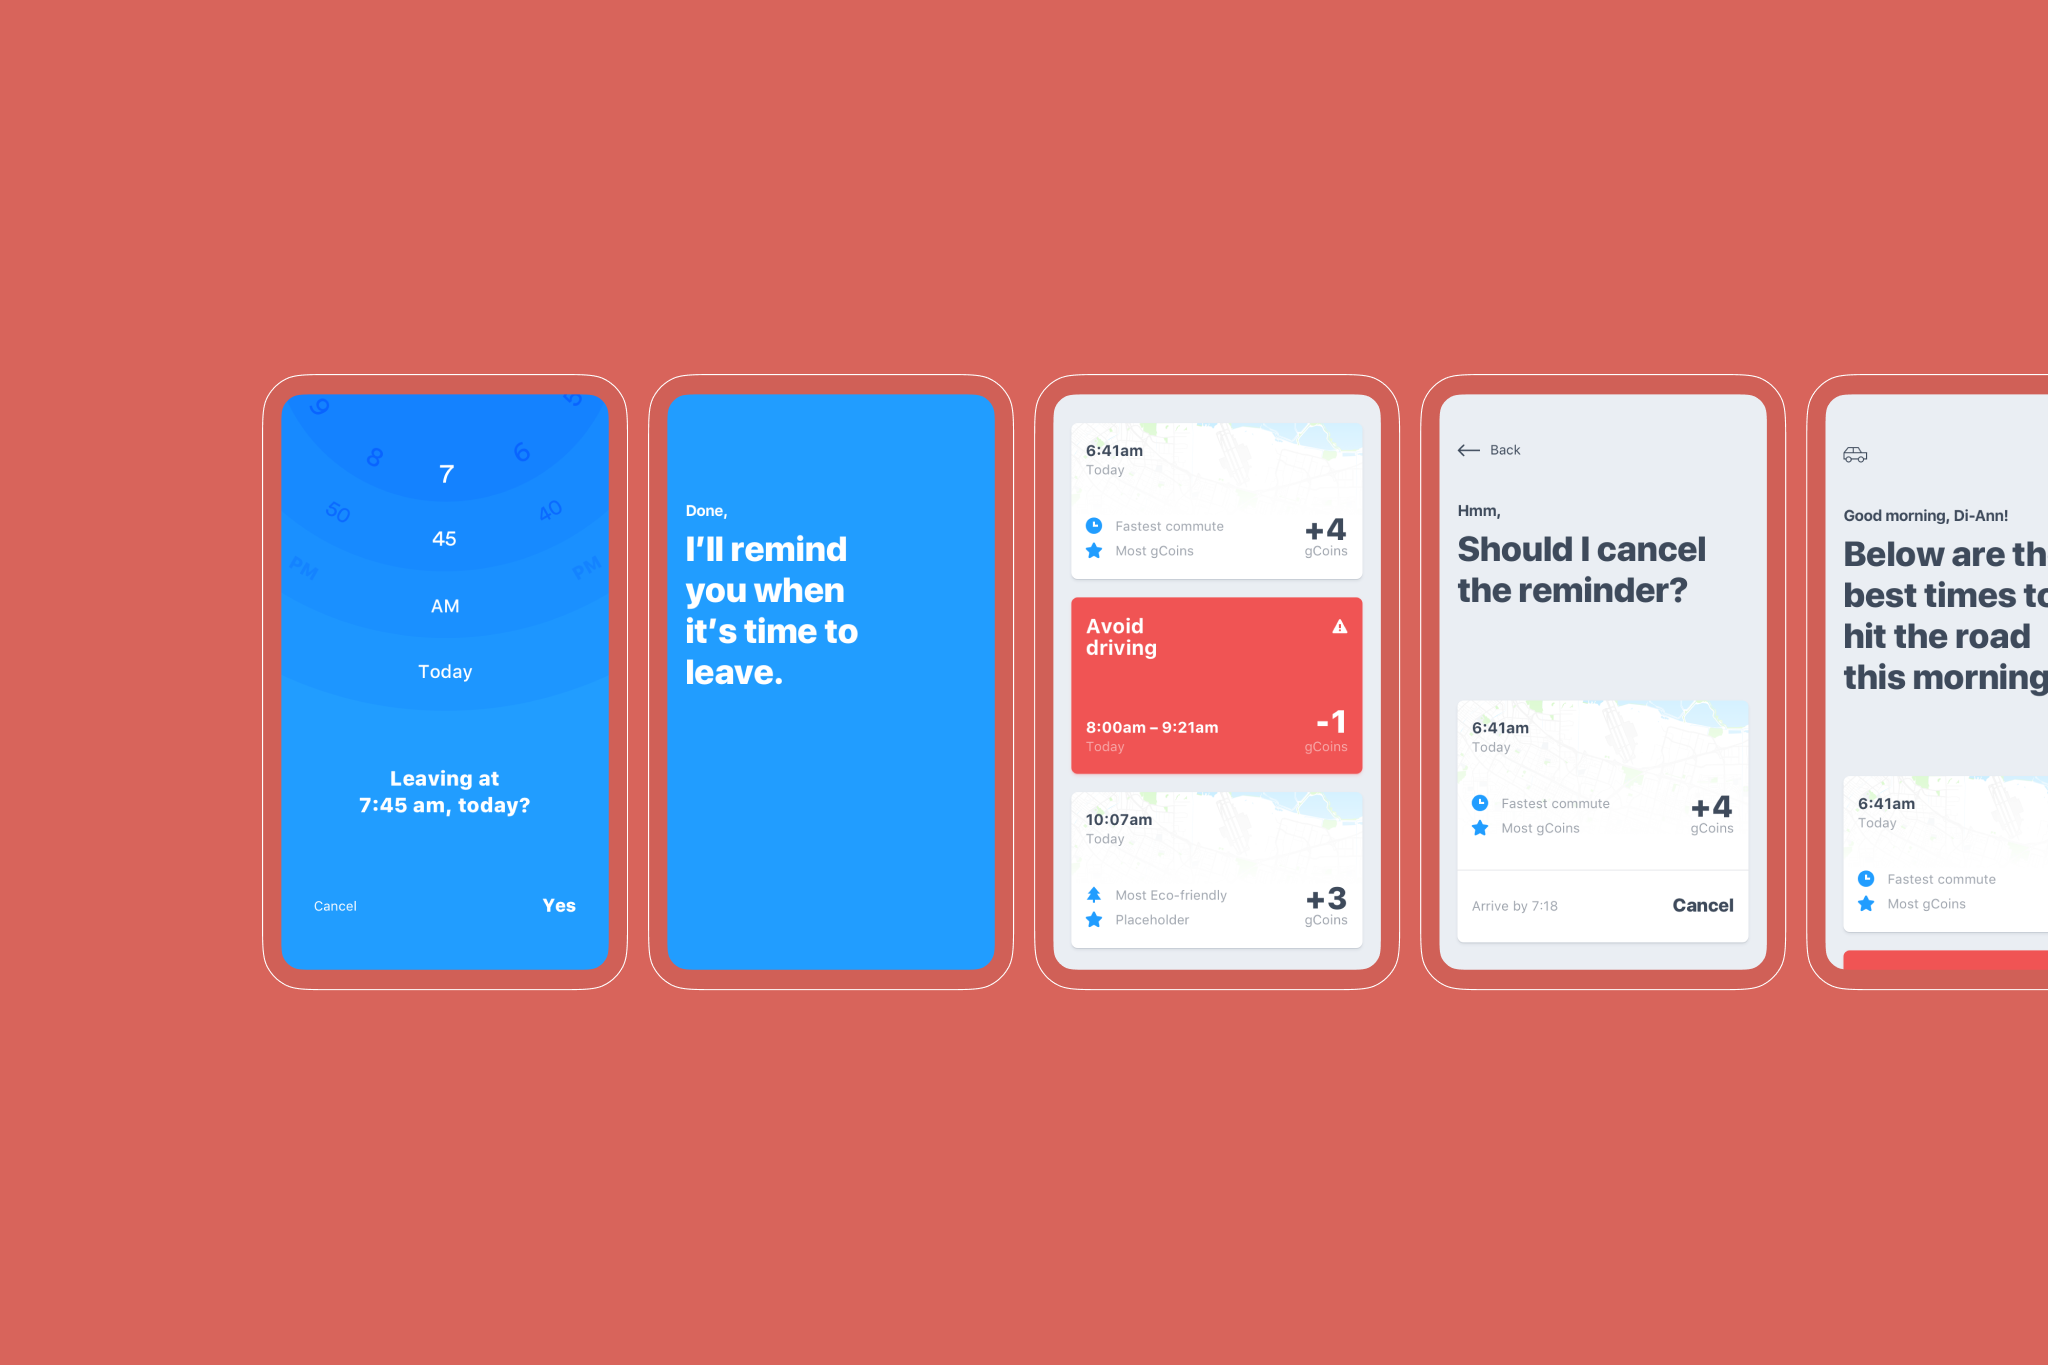 9
5
8
6
7
50
40
45
PM
PM
AM
Today
Leaving at
7:45 am, today?
Cancel
Yes
Done,
I’ll remind
you when
it’s time to
leave.
6:41am
Today
Fastest commute
Most gCoins
+4
gCoins
Avoid
driving
8:00am – 9:21am
Today
-1
gCoins
10:07am
Today
Most Eco-friendly
Placeholder
+3
gCoins
Back
Hmm,
Should I cancel
the reminder?
6:41am
Today
Fastest commute
Most gCoins
+4
gCoins
Arrive by 7:18
Cancel
Good morning, Di-Ann!
Below are th
best times to
hit the road
this morning
6:41am
Today
Fastest commute
Most gCoins